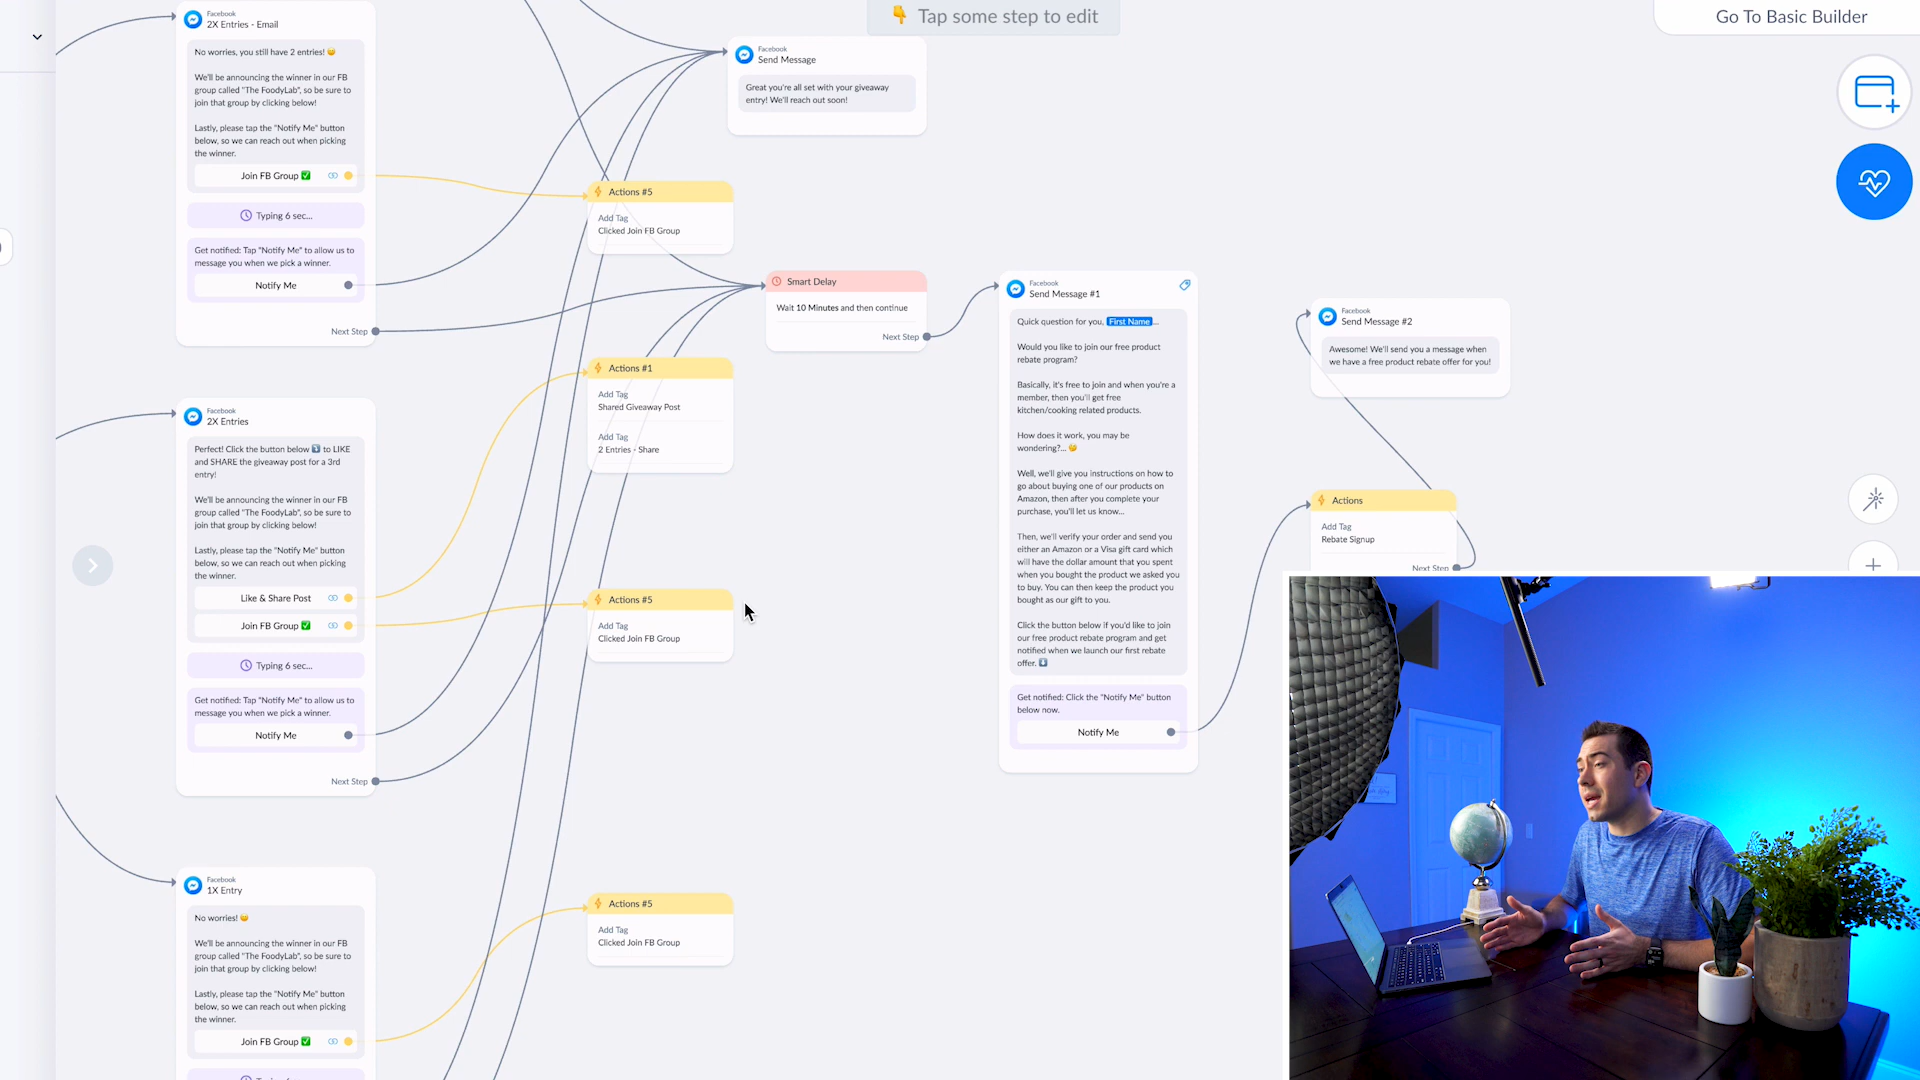 👇 Tap some step to edit
Go To Basic Builder
Facebook
2X Entries - Email
No worries, you still have 2 entries! 😀
We'll be announcing the winner in our FB
group called "The FoodyLab", so be sure to
join that group by clicking below!
Lastly, please tap the "Notify Me" button
below, so we can reach out when picking
the winner.
Join FB Group ✅
Typing 6 sec...
Get notified: Tap "Notify Me" to allow us to
message you when we pick a winner.
Notify Me
Next Step
Facebook
2X Entries
Perfect! Click the button below ⬇️ to LIKE
and SHARE the giveaway post for a 3rd
entry!
We'll be announcing the winner in our FB
group called "The FoodyLab", so be sure to
join that group by clicking below!
Lastly, please tap the "Notify Me" button
below, so we can reach out when picking
the winner.
Like & Share Post
Join FB Group ✅
Typing 6 sec...
Get notified: Tap "Notify Me" to allow us to
message you when we pick a winner.
Notify Me
Next Step
Facebook
1X Entry
No worries! 😀
We'll be announcing the winner in our FB
group called "The FoodyLab", so be sure to
join that group by clicking below!
Lastly, please tap the "Notify Me" button
below, so we can reach out when picking
the winner.
Join FB Group ✅
Facebook
Send Message
Great you're all set with your giveaway
entry! We'll reach out soon!
Actions #5
Add Tag
Clicked Join FB Group
Smart Delay
Wait 10 Minutes and then continue
Next Step
Actions #1
Add Tag
Shared Giveaway Post
Add Tag
2 Entries - Share
Actions #5
Add Tag
Clicked Join FB Group
Actions #5
Add Tag
Clicked Join FB Group
Facebook
Send Message #1
Quick question for you, First Name...
Would you like to join our free product
rebate program?
Basically, it's free to join and when you're a
member, then you'll get free
kitchen/cooking related products.
How does it work, you may be
wondering?... 🤔
Well, we'll give you instructions on how to
go about buying one of our products on
Amazon, then after you complete your
purchase, you'll let us know...
Then, we'll verify your order and send you
either an Amazon or a Visa gift card which
will have the dollar amount that you spent
when you bought the product we asked you
to buy. You can then keep the product you
bought as our gift to you.
Click the button below if you'd like to join
our free product rebate program and get
notified when we launch our first rebate
offer. ⬇️
Get notified: Click the "Notify Me" button
below now.
Notify Me
Facebook
Send Message #2
Awesome! We'll send you a message when
we have a free product rebate offer for you!
Actions
Add Tag
Rebate Signup
Next Step